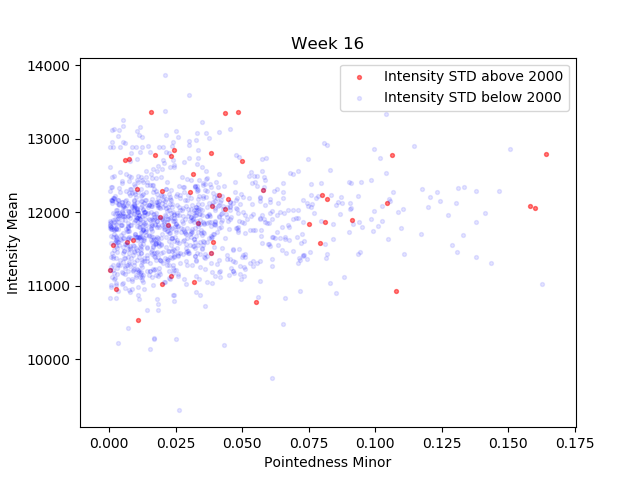 Week 16
Intensity STD above 2000
Intensity STD below 2000
14000
13000
12000
11000
10000
Intensity Mean
0.000 0.025 0.050 0.075 0.100 0.125 0.150 0.175
Pointedness Minor